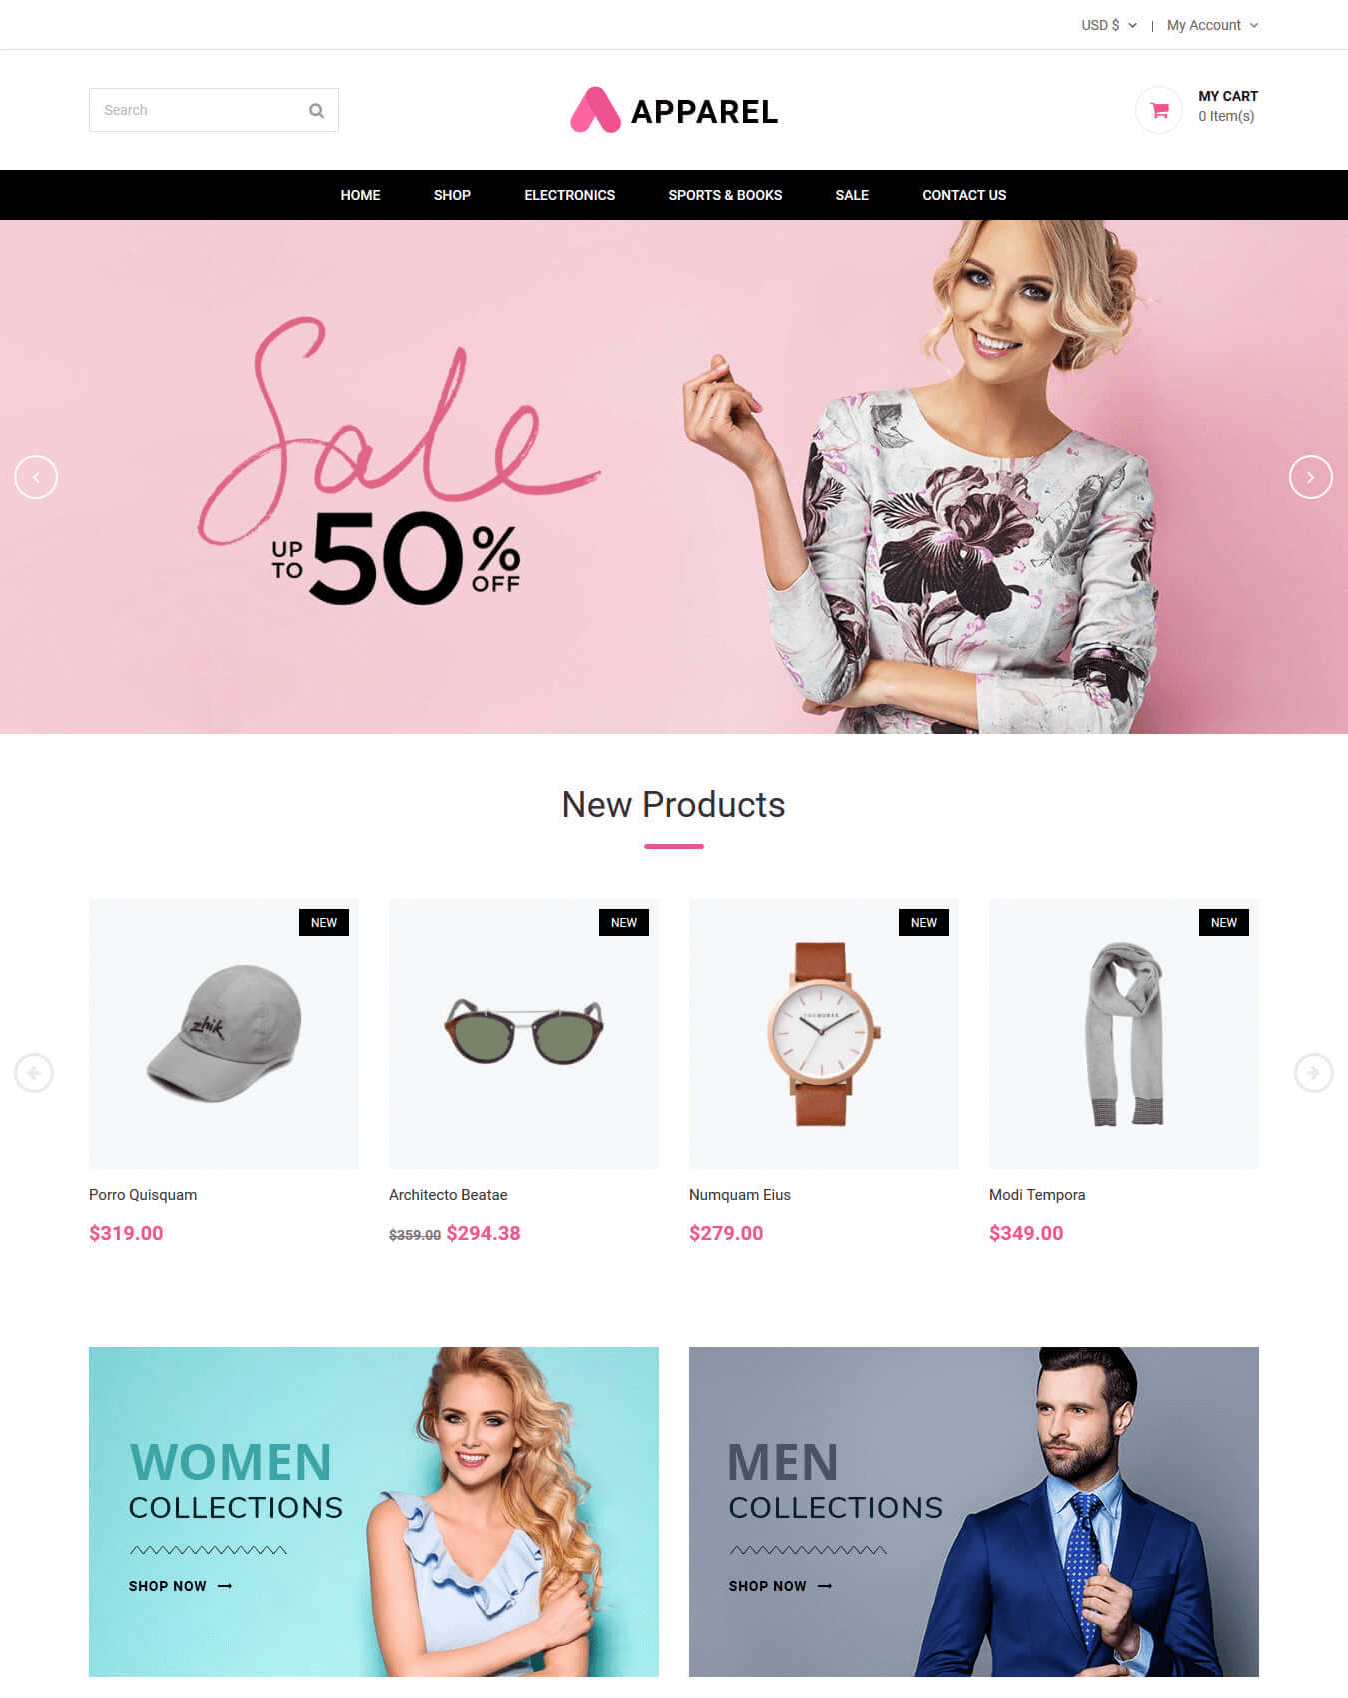 USD $ | My Account
Search
APPAREL
MY CART
0 Item(s)
HOME SHOP ELECTRONICS SPORTS & BOOKS SALE CONTACT US
Sale
UP TO 50% OFF
New Products
NEW NEW NEW NEW
zhik
Porro Quisquam Architecto Beatae Numquam Eius Modi Tempora
$319.00 $359.00 $294.38 $279.00 $349.00
WOMEN
COLLECTIONS
SHOP NOW
MEN
COLLECTIONS
SHOP NOW